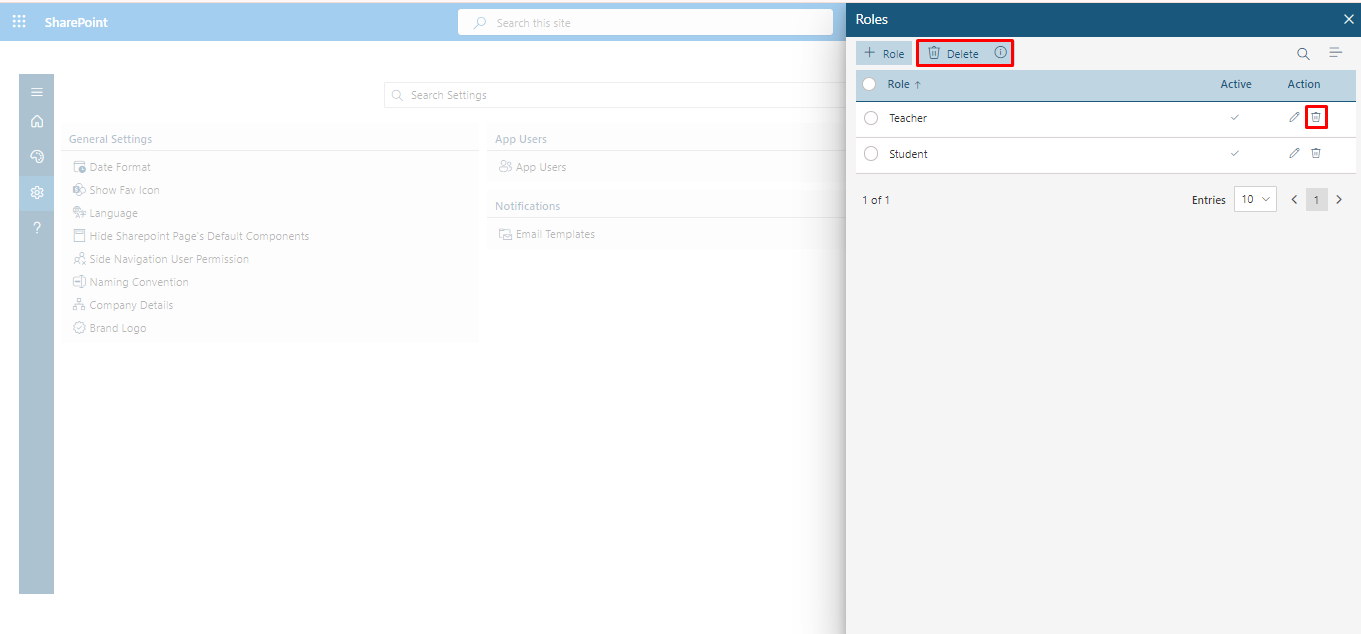 SharePoint
Search this site
Search Settings
General Settings
Date Format
Show Fav Icon
Language
Hide Sharepoint Page's Default Components
Side Navigation User Permission
Naming Convention
Company Details
Brand Logo
App Users
App Users
Notifications
Email Templates
Roles
Role
Delete
Role ↑ Active Action
Teacher
Student
1 of 1 Entries 10 1